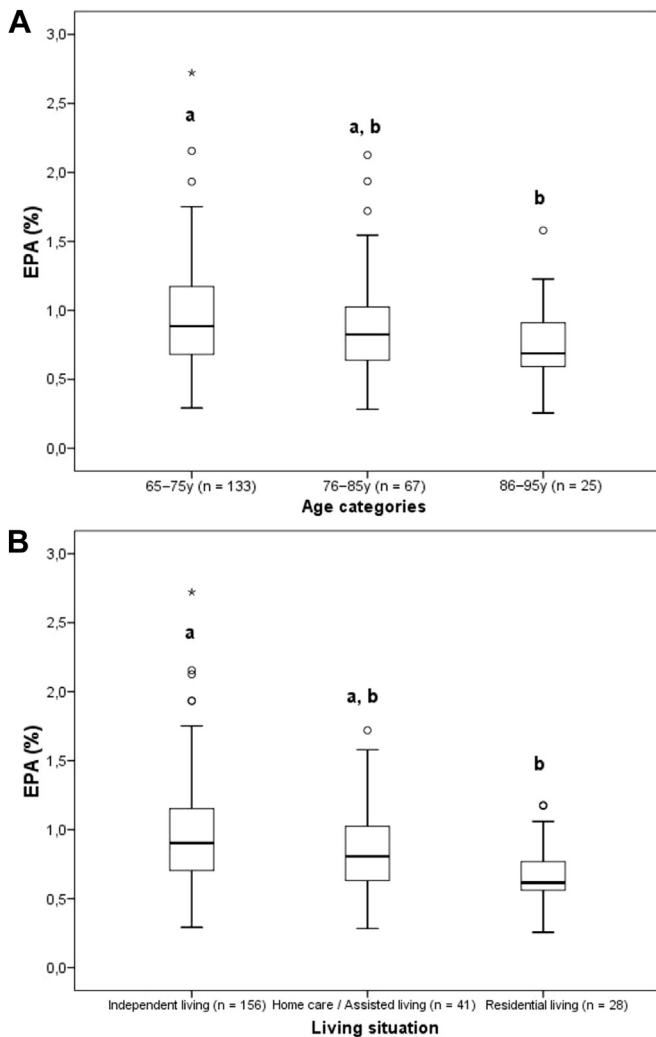 A
3,0
2,5
a
a, b
2,0
b
1,5
1,0
0,5
0,0
EPA (%)
65–75y (n = 133) 76–85y (n = 67) 86–95y (n = 25)
Age categories
B
3,0
2,5
a
2,0
a, b
1,5
b
1,0
0,5
0,0
EPA (%)
Independent living (n = 156) Home care / Assisted living (n = 41) Residential living (n = 28)
Living situation